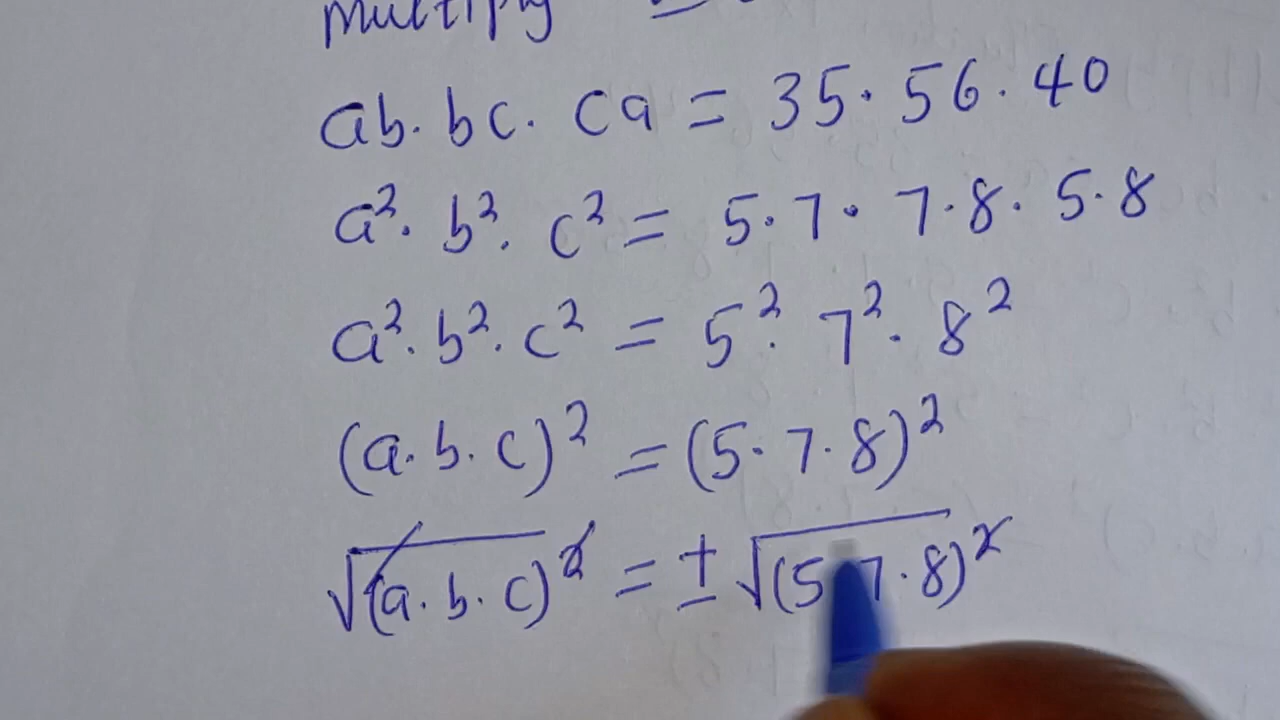 multiply
ab. bc. ca = 35. 56. 40
a². b². c² = 5.7. 7.8. 5.8
a². b². c² = 5². 7². 8²
(a. b. c)² = (5. 7. 8)²
√(a. b. c)² = ± √(5 7. 8)²